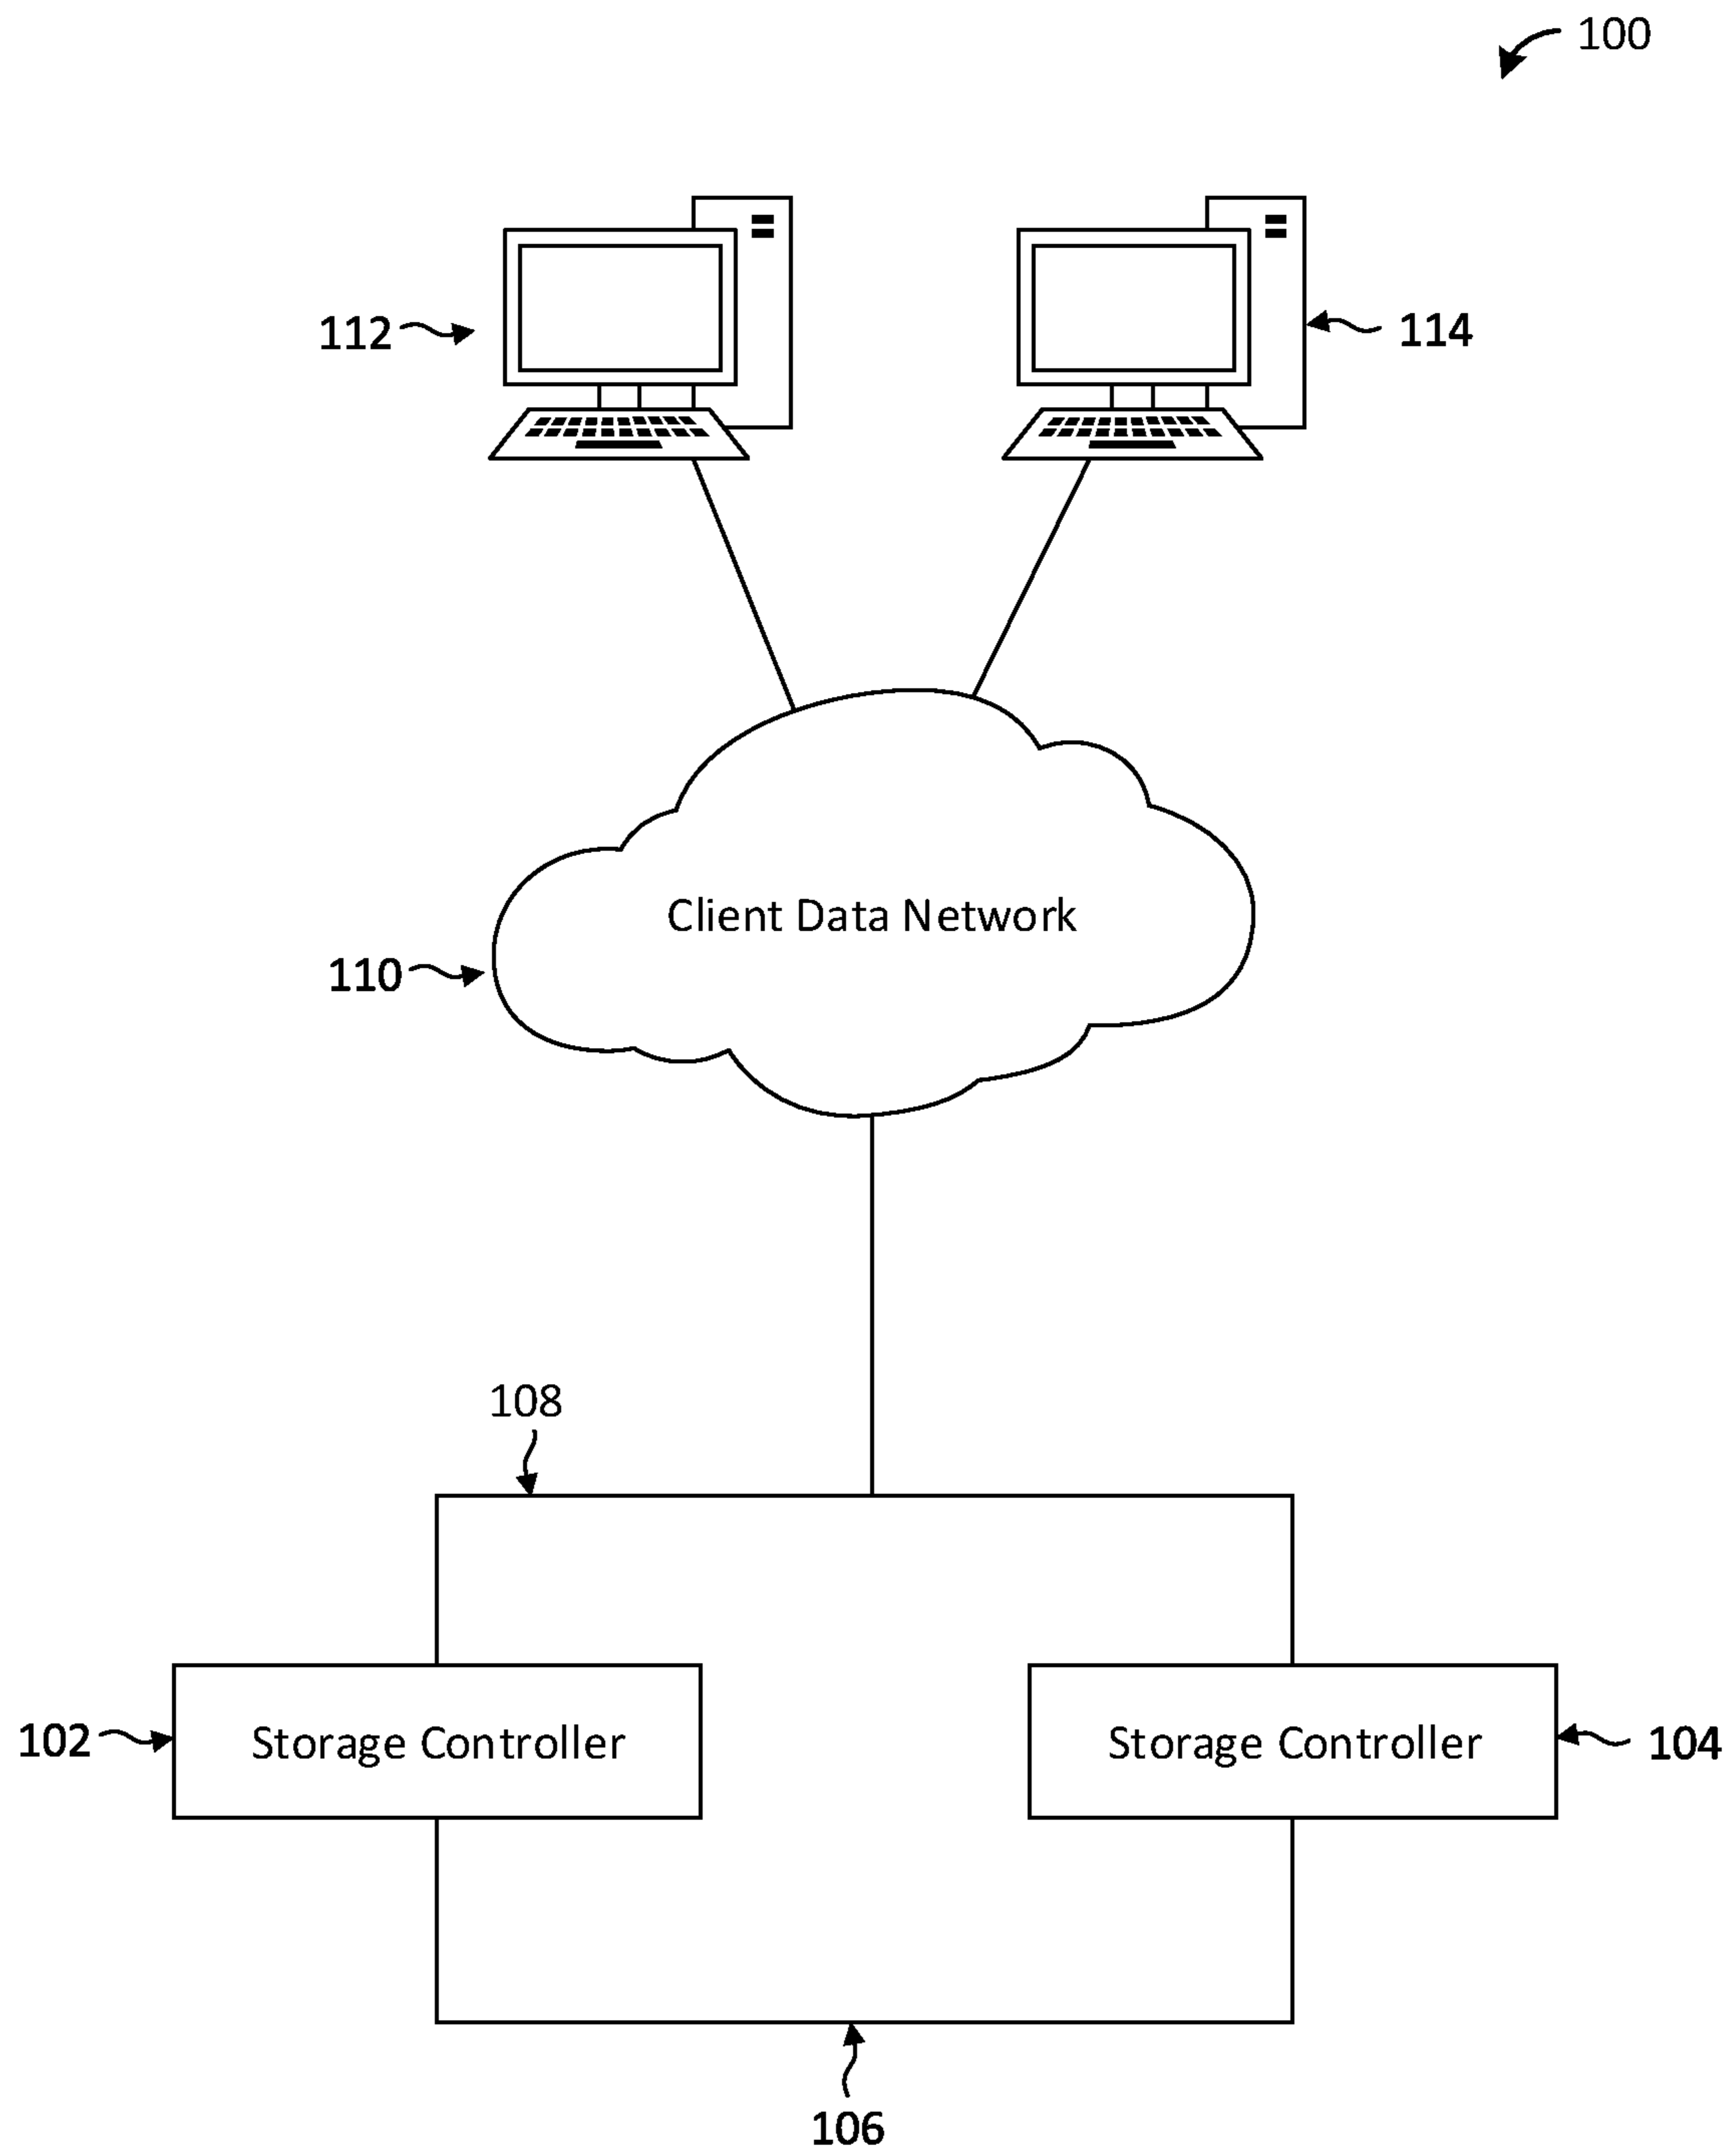 100
112
114
Client Data Network
110
108
102
Storage Controller
Storage Controller
104
106